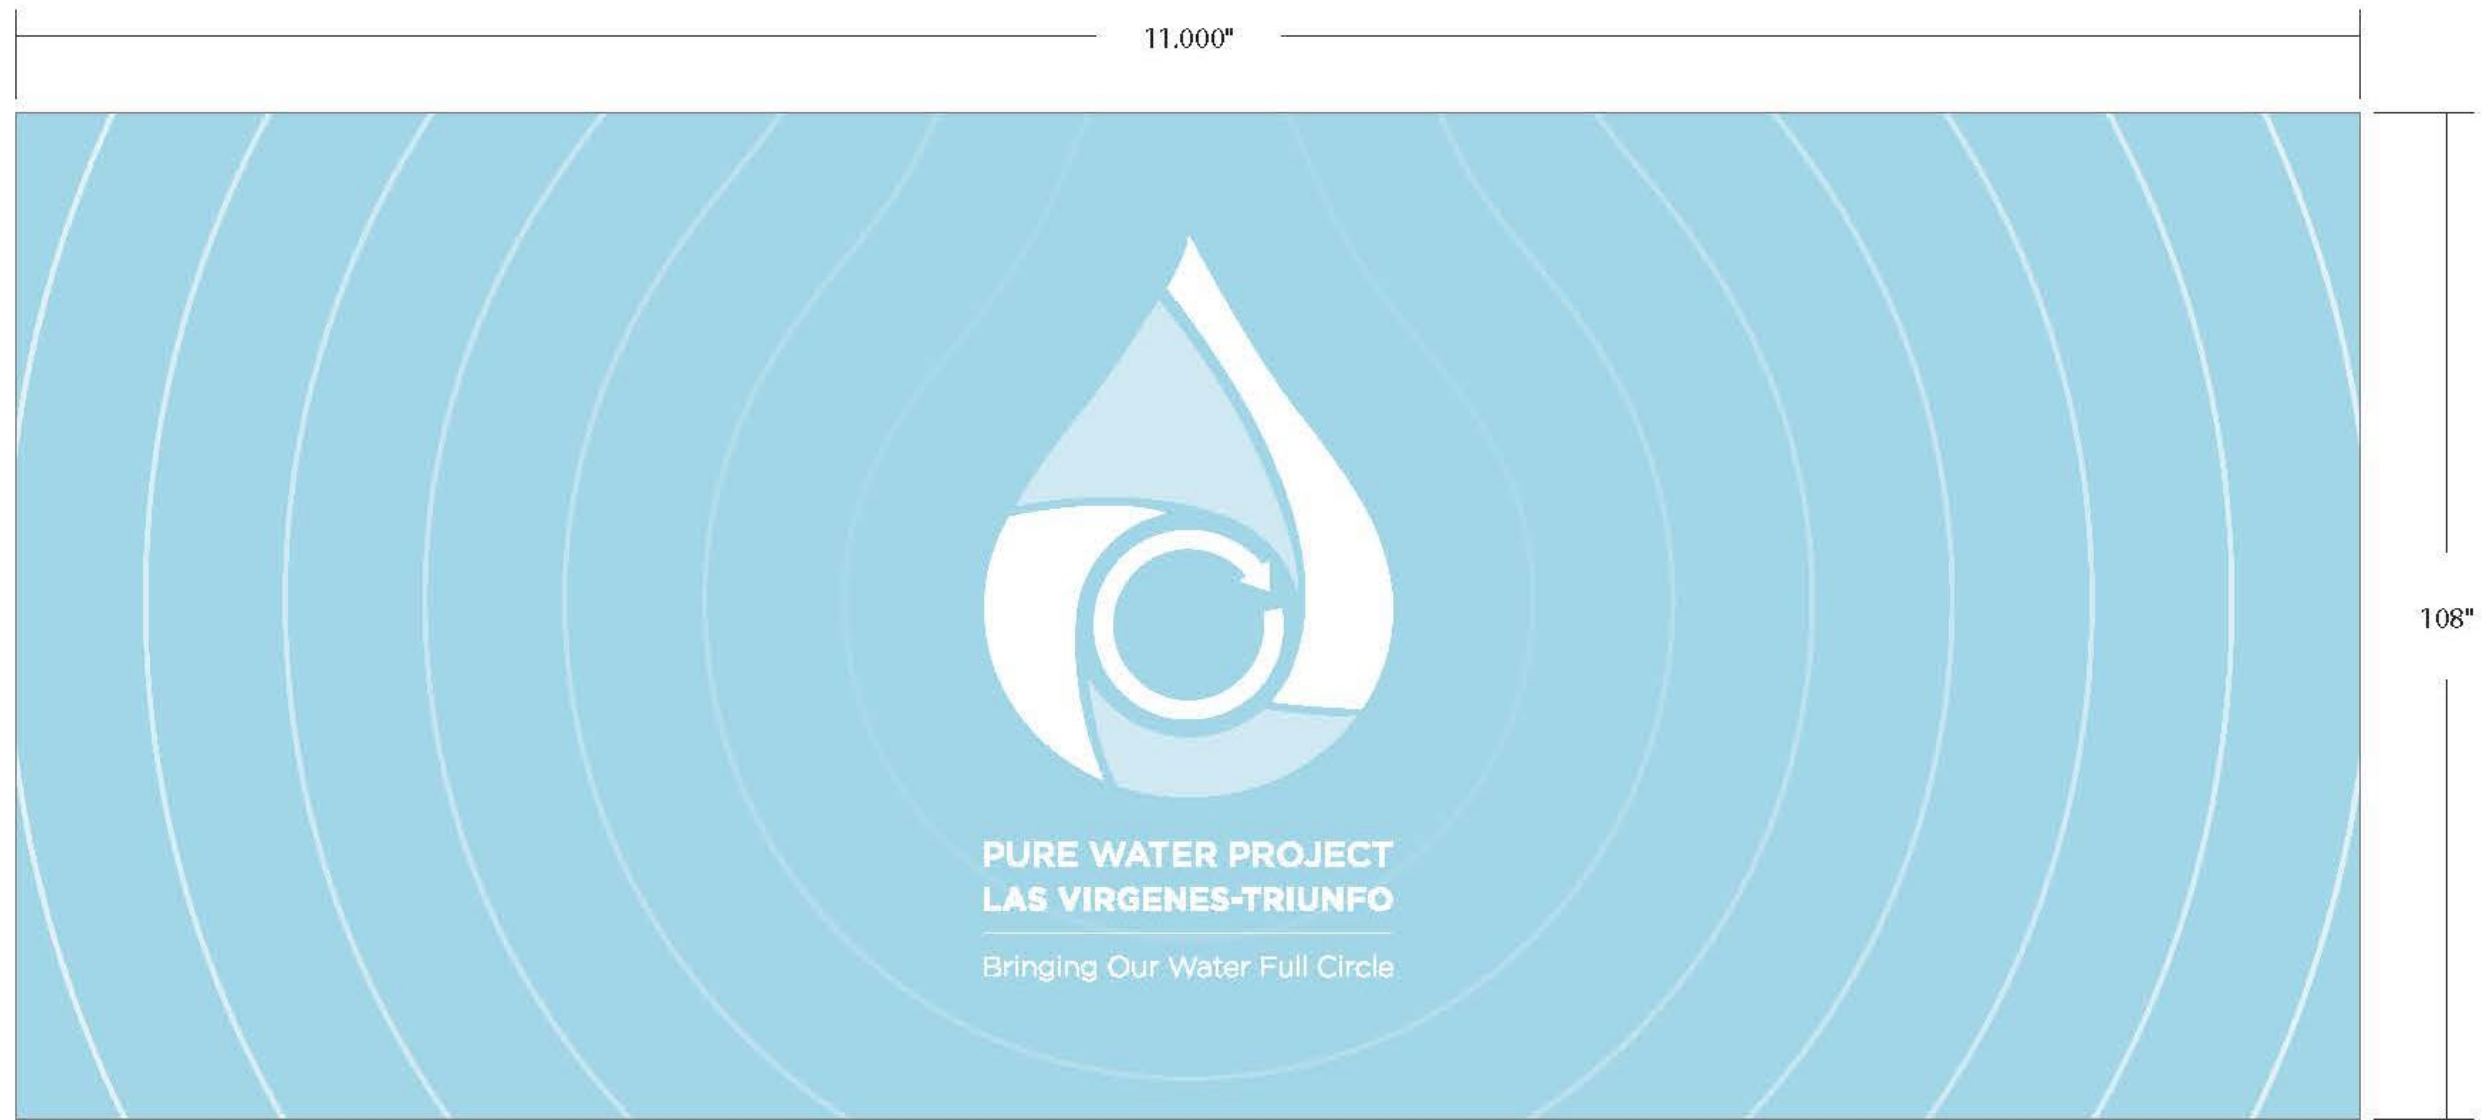 11.000"
108"
PURE WATER PROJECT
LAS VIRGENES-TRIUNFO
Bringing Our Water Full Circle